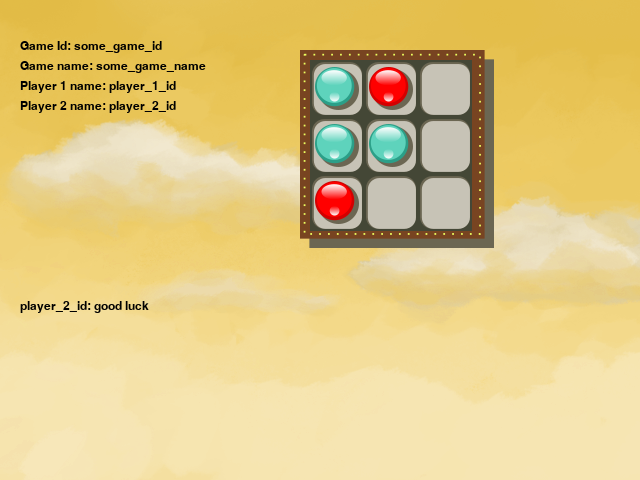 Game Id: some_game_id
Game name: some_game_name
Player 1 name: player_1_id
Player 2 name: player_2_id
player_2_id: good luck